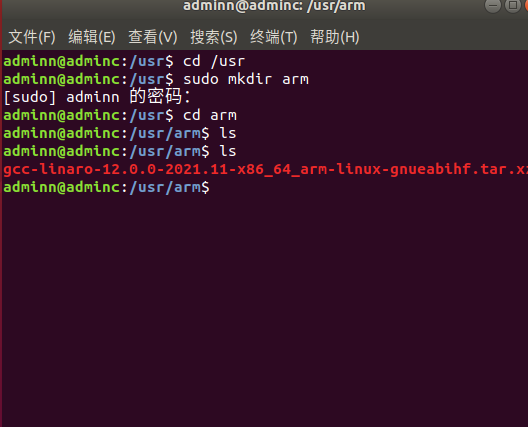 adminn@adminc: /usr/arm
文件(F) 编辑(E) 查看(V) 搜索(S) 终端(T) 帮助(H)
adminn@adminc:/usr$ cd /usr
adminn@adminc:/usr$ sudo mkdir arm
[sudo] adminn 的密码：
adminn@adminc:/usr$ cd arm
adminn@adminc:/usr/arm$ ls
adminn@adminc:/usr/arm$ ls
gcc-linaro-12.0.0-2021.11-x86_64_arm-linux-gnueabihf.tar.xz
adminn@adminc:/usr/arm$